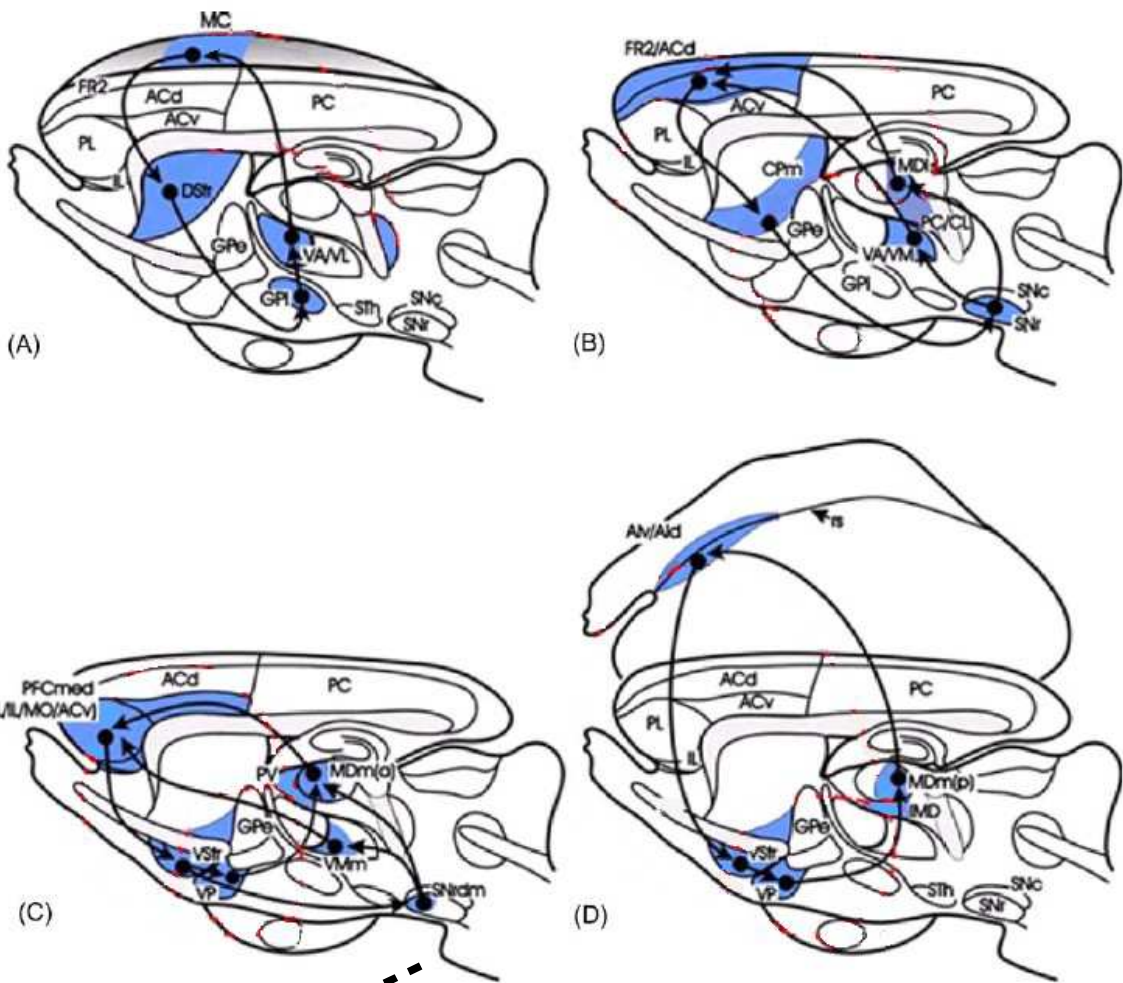 MC
FR2
ACd
PC
ACv
PL
IL
DStr
GPe
VA/VL
GPi
STh
SNc
SNr
(A)
FR2/ACd
PC
ACv
PL
IL
CPm
MDl
GPe
PC/CL
VA/VM
GPi
SNc
SNr
(B)
PFCmed
/IL/MO/ACv)
ACd
PC
PV
MDm(o)
GPe
VStr
VMm
VP
SNrdm
(C)
AIv/AId
rs
ACd
PC
ACv
PL
IL
MDm(p)
IMD
GPe
VStr
VP
STh
SNc
SNr
(D)